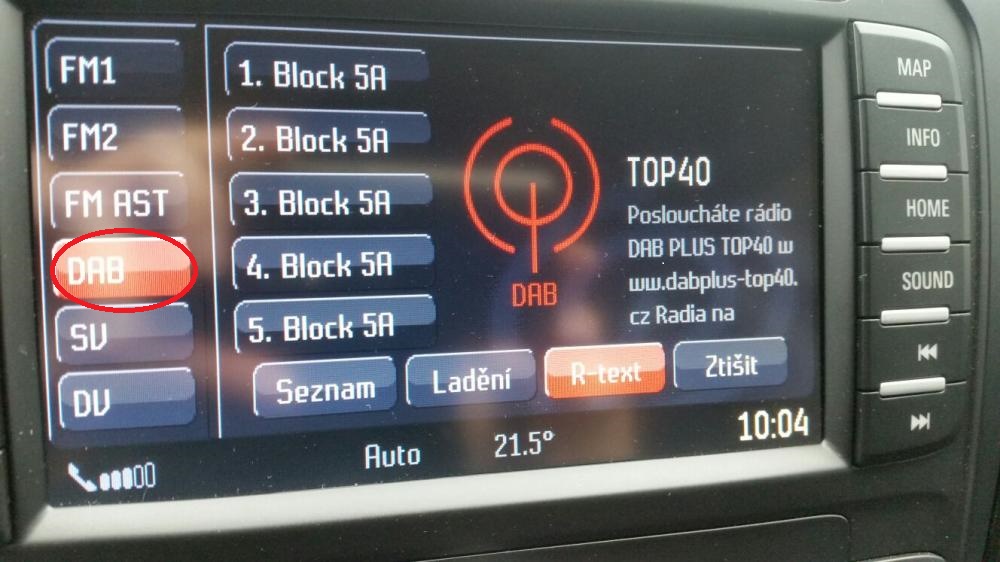 FM1
FM2
FM AST
DAB
SV
DV
1. Block 5A
2. Block 5A
3. Block 5A
4. Block 5A
5. Block 5A
DAB
TOP40
Posloucháte rádio
DAB PLUS TOP40 w
ww.dabplus-top40.
cz Radia na
Seznam
Ladění
R-text
Ztišit
Auto
21.5°
10:04
MAP
INFO
HOME
SOUND